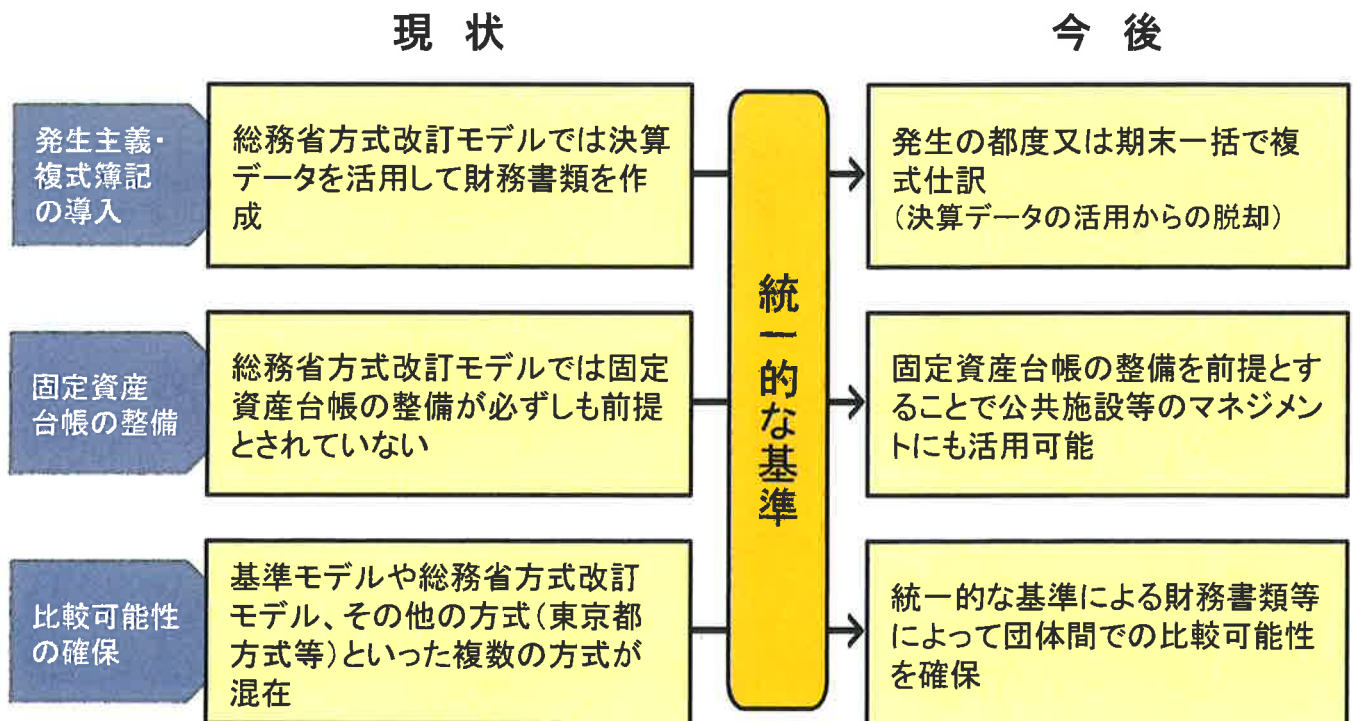 現 状
今 後
発生主義・
複式簿記
の導入
総務省方式改訂モデルでは決算
データを活用して財務書類を作
成
発生の都度又は期末一括で複
式仕訳
（決算データの活用からの脱却）
統一的な基準
固定資産
台帳の整備
総務省方式改訂モデルでは固定
資産台帳の整備が必ずしも前提
とされていない
固定資産台帳の整備を前提とす
ることで公共施設等のマネジメン
トにも活用可能
比較可能性
の確保
基準モデルや総務省方式改訂
モデル、その他の方式（東京都
方式等）といった複数の方式が
混在
統一的な基準による財務書類等
によって団体間での比較可能性
を確保